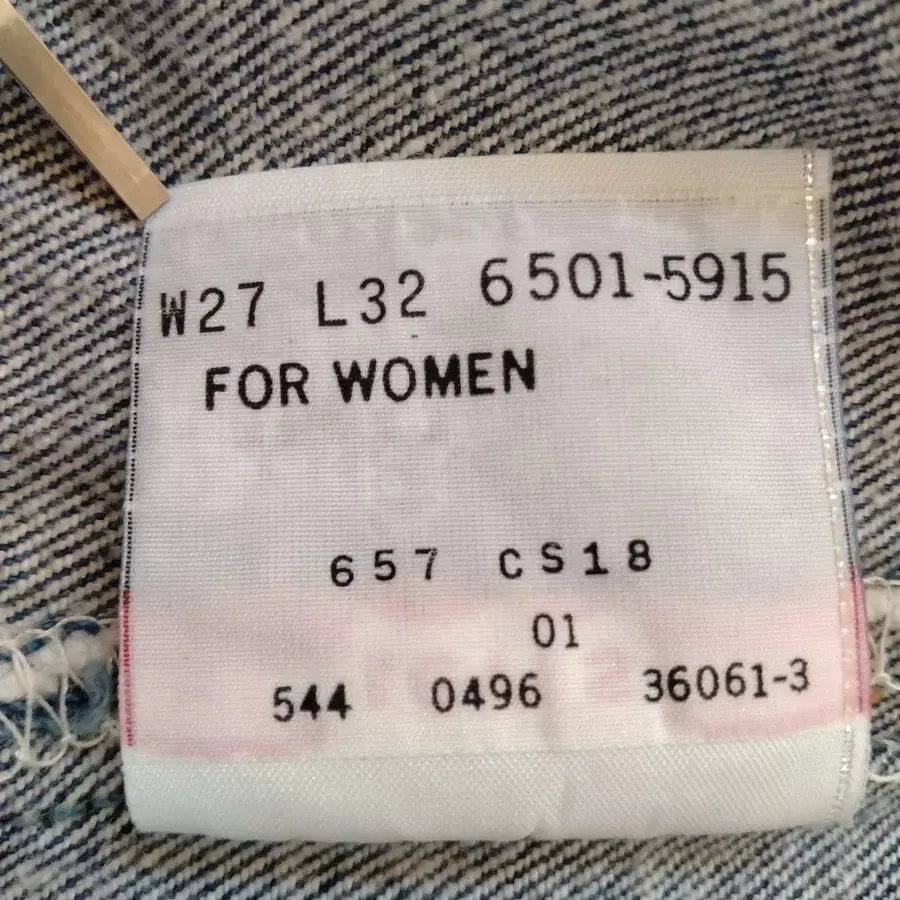 W27 L32 6501-5915
FOR WOMEN
657 CS18
01
544 0496 36061-3